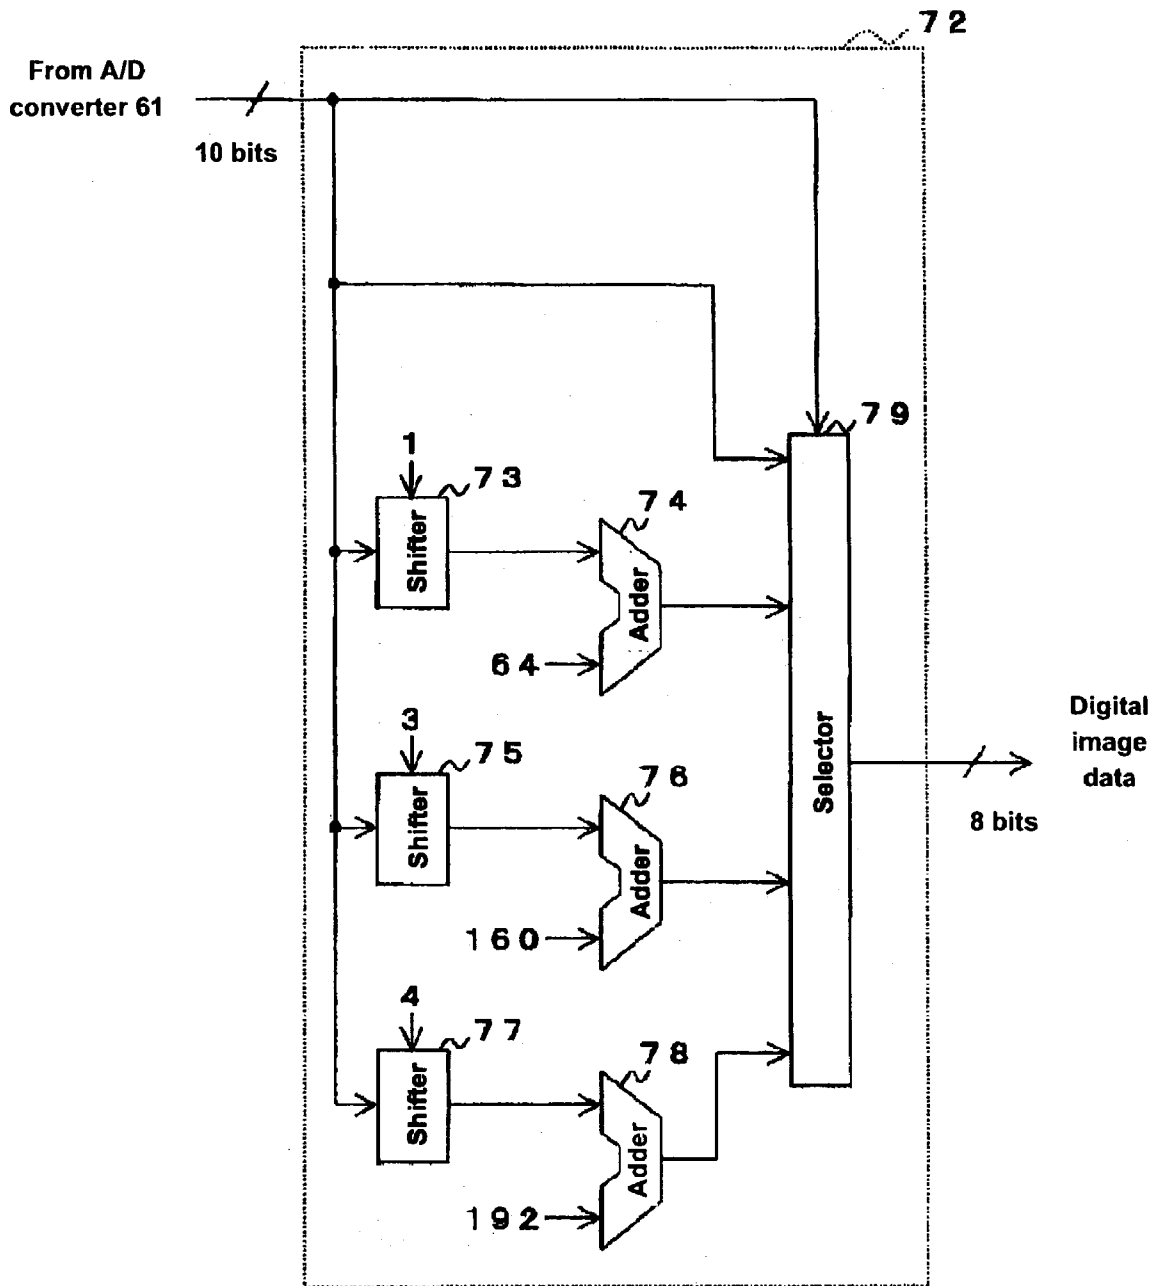 72
From A/D
converter 61
10 bits
79
1
73
Shifter
74
Adder
64
3
75
Shifter
76
Adder
160
Selector
Digital
image
data
8 bits
4
77
Shifter
78
Adder
192